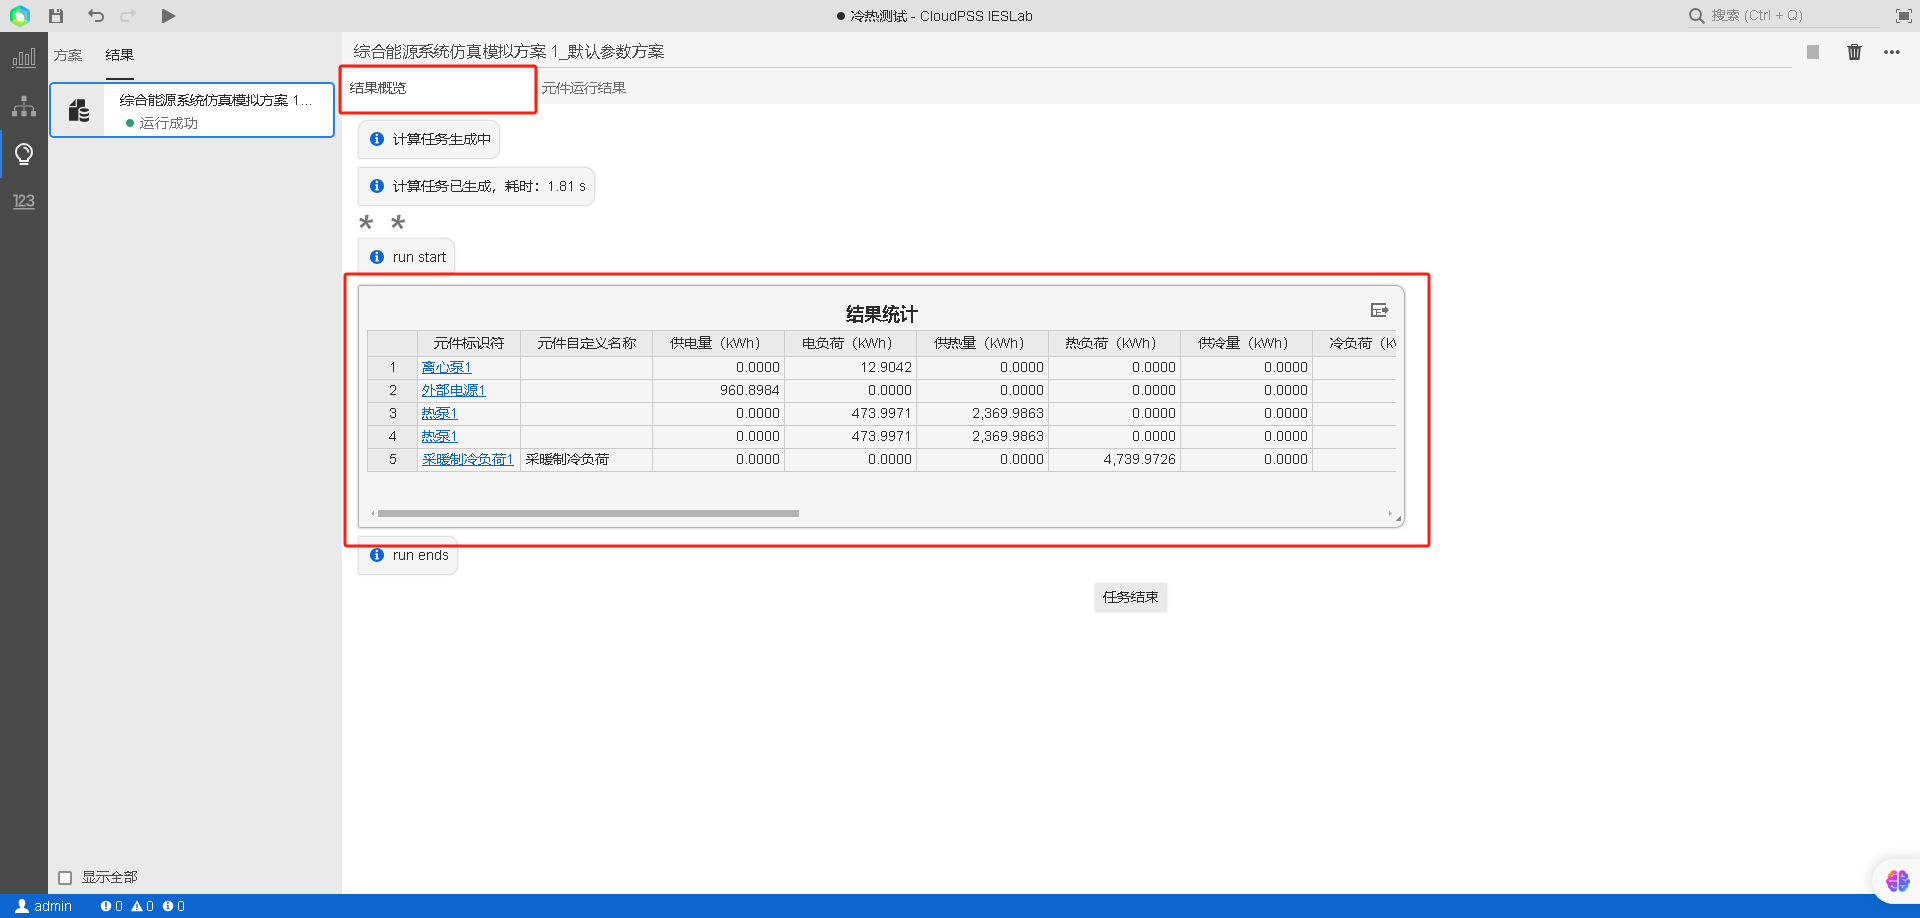 冷热测试 - CloudPSS IESLab
搜索 (Ctrl + Q)
方案
结果
综合能源系统仿真模拟方案 1_默认参数方案
结果概览
元件运行结果
综合能源系统仿真模拟方案 1...
运行成功
123
计算任务生成中
计算任务已生成，耗时：1.81 s
* *
run start
结果统计
元件标识符 元件自定义名称 供电量（kWh） 电负荷（kWh） 供热量（kWh） 热负荷（kWh） 供冷量（kWh） 冷负荷（kW
1 离心泵1 0.0000 12.9042 0.0000 0.0000 0.0000
2 外部电源1 960.8984 0.0000 0.0000 0.0000 0.0000
3 热泵1 0.0000 473.9971 2,369.9863 0.0000 0.0000
4 热泵1 0.0000 473.9971 2,369.9863 0.0000 0.0000
5 采暖制冷负荷1 采暖制冷负荷 0.0000 0.0000 0.0000 4,739.9726 0.0000
run ends
任务结束
显示全部
admin 0 0 0